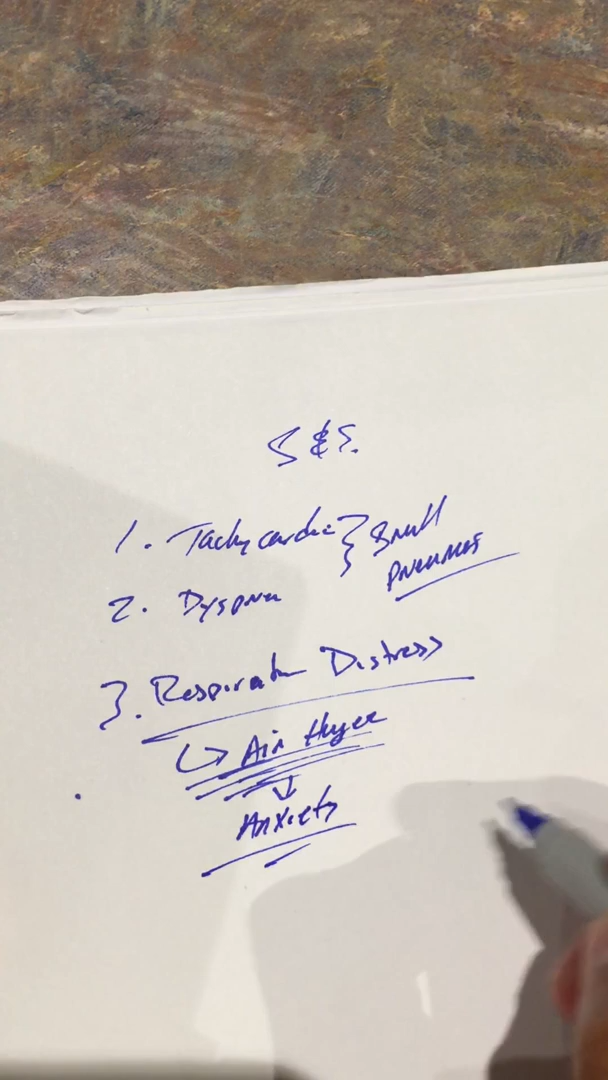 S & S.
1. Tachycardia } Small
pneumos
2. Dyspnea
3. Respiratory Distress
↳ Air Hunger
↓
Anxiety